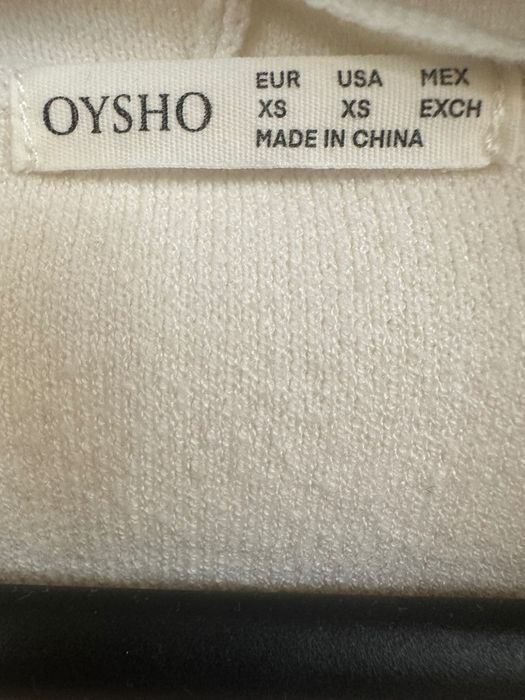 OYSHO
EUR USA MEX
XS XS EXCH
MADE IN CHINA